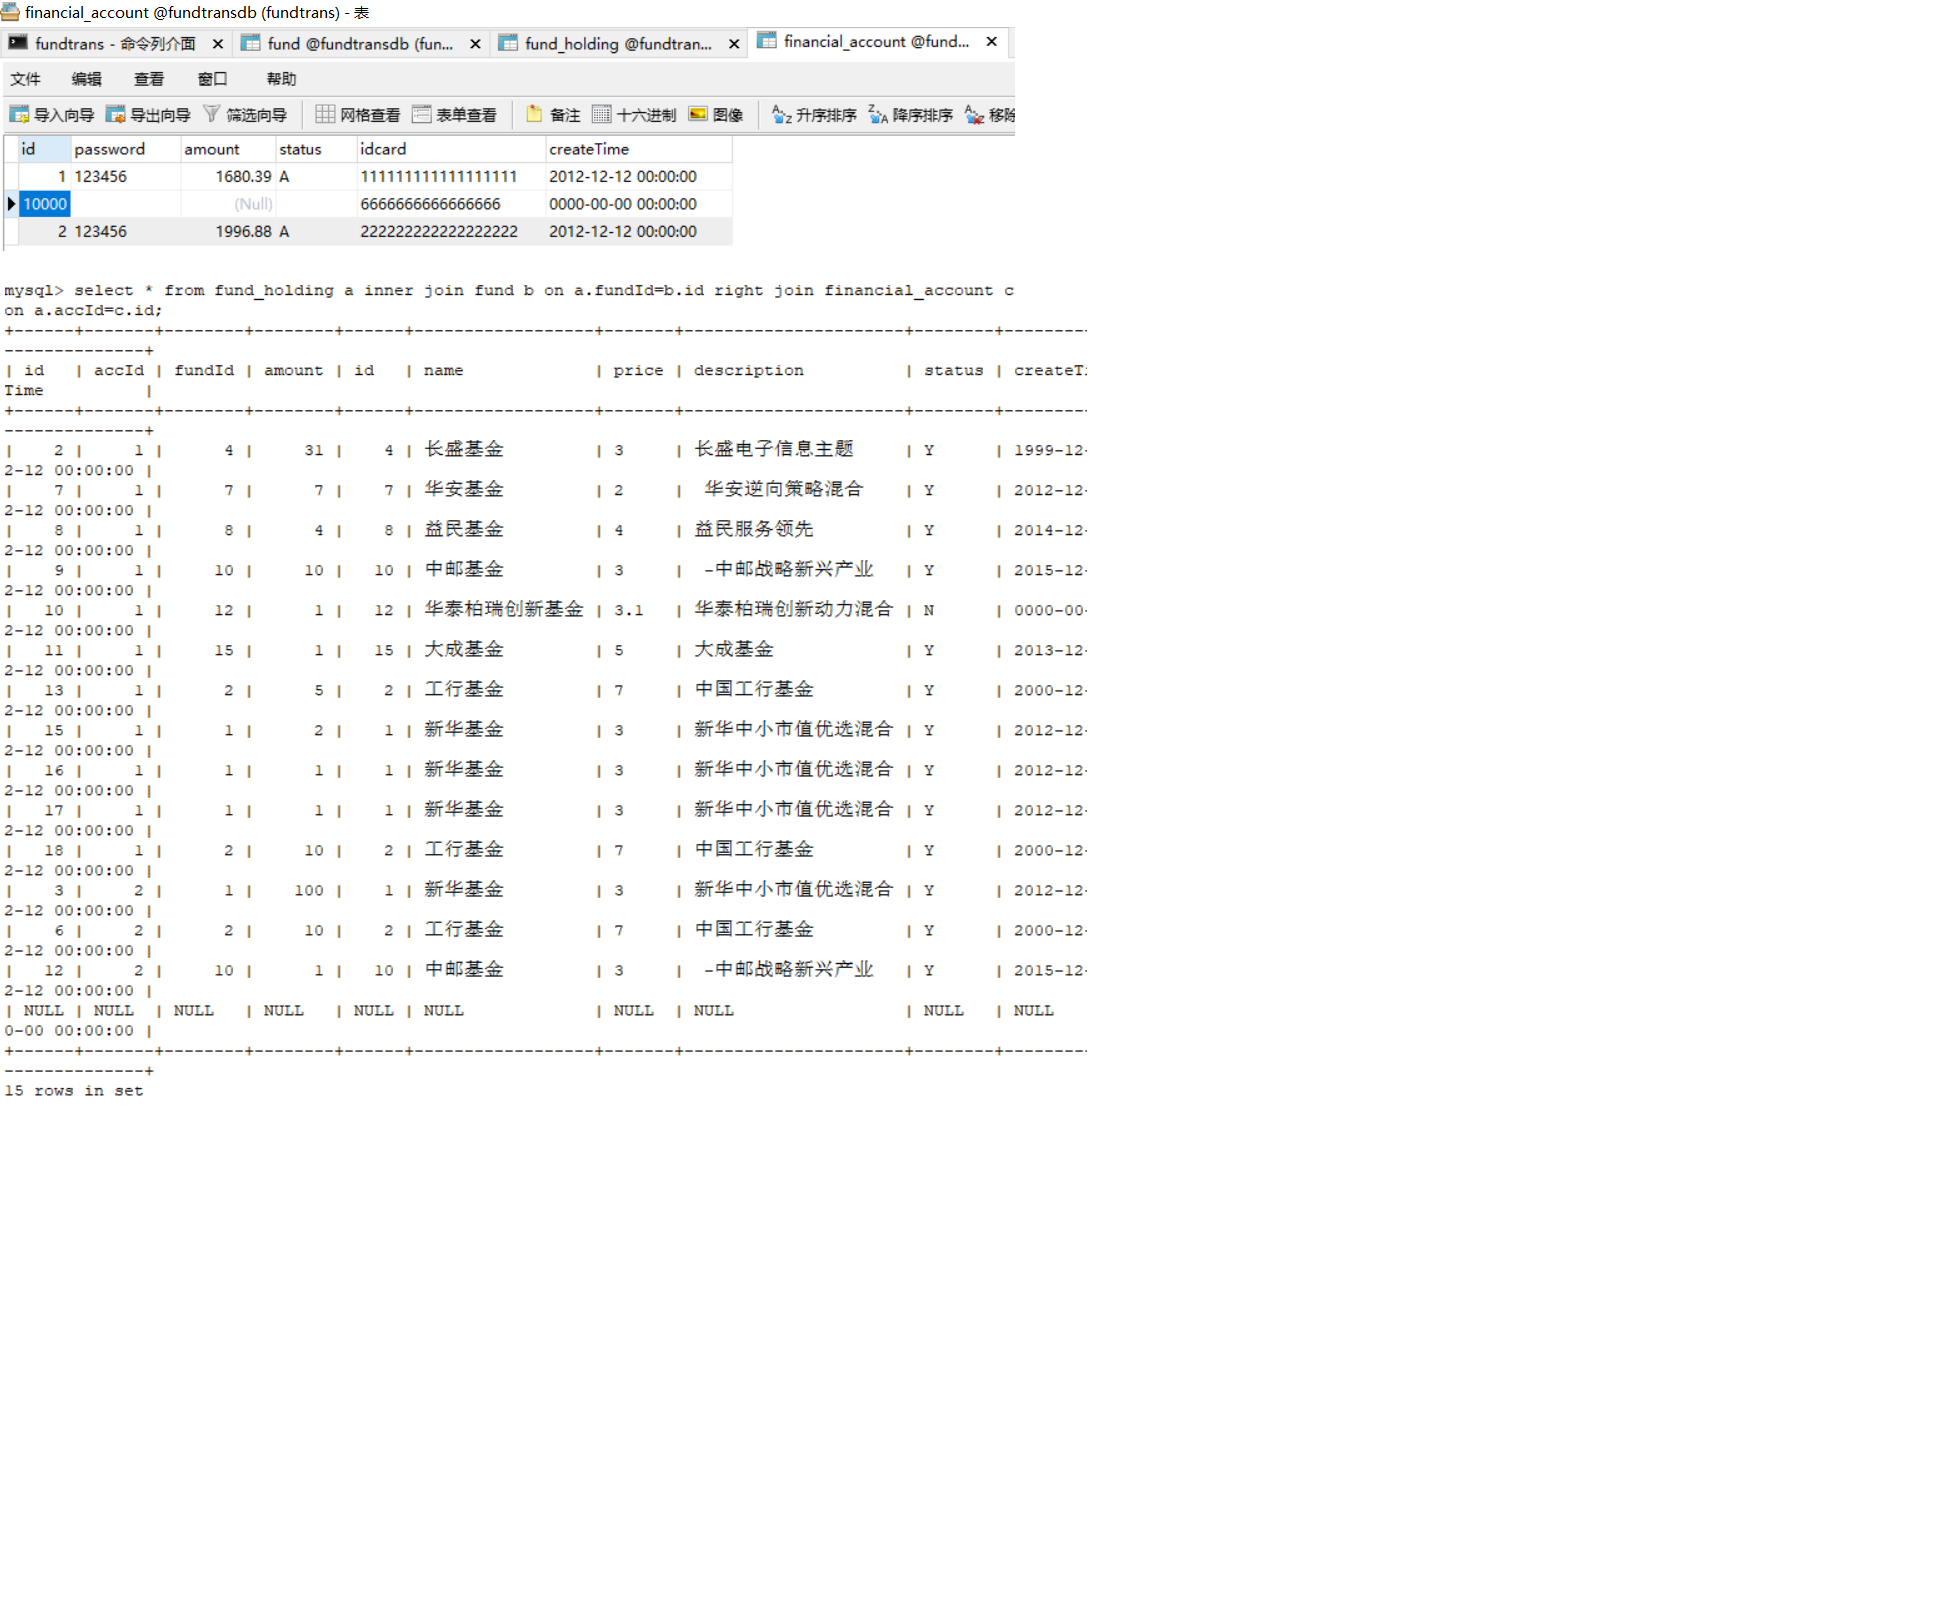 financial_account @fundtransdb (fundtrans) - 表
fundtrans - 命令列介面 fund @fundtransdb (fun... fund_holding @fundtran... financial_account @fund...
文件 编辑 查看 窗口 帮助
导入向导 导出向导 筛选向导 网格查看 表单查看 备注 十六进制 图像 升序排序 降序排序 移除
id password amount status idcard createTime
1 123456 1680.39 A 111111111111111111 2012-12-12 00:00:00
10000 (Null) 6666666666666666 0000-00-00 00:00:00
2 123456 1996.88 A 222222222222222222 2012-12-12 00:00:00
mysql> select * from fund_holding a inner join fund b on a.fundId=b.id right join financial_account c
on a.accId=c.id;
+------+-------+--------+--------+------+------------------+-------+----------------------+--------+--------
--------------+
| id | accId | fundId | amount | id | name | price | description | status | createTi
Time |
+------+-------+--------+--------+------+------------------+-------+----------------------+--------+--------
--------------+
| 2 | 1 | 4 | 31 | 4 | 长盛基金 | 3 | 长盛电子信息主题 | Y | 1999-12-
2-12 00:00:00 |
| 7 | 1 | 7 | 7 | 7 | 华安基金 | 2 | 华安逆向策略混合 | Y | 2012-12-
2-12 00:00:00 |
| 8 | 1 | 8 | 4 | 8 | 益民基金 | 4 | 益民服务领先 | Y | 2014-12-
2-12 00:00:00 |
| 9 | 1 | 10 | 10 | 10 | 中邮基金 | 3 | -中邮战略新兴产业 | Y | 2015-12-
2-12 00:00:00 |
| 10 | 1 | 12 | 1 | 12 | 华泰柏瑞创新基金 | 3.1 | 华泰柏瑞创新动力混合 | N | 0000-00-
2-12 00:00:00 |
| 11 | 1 | 15 | 1 | 15 | 大成基金 | 5 | 大成基金 | Y | 2013-12-
2-12 00:00:00 |
| 13 | 1 | 2 | 5 | 2 | 工行基金 | 7 | 中国工行基金 | Y | 2000-12-
2-12 00:00:00 |
| 15 | 1 | 1 | 2 | 1 | 新华基金 | 3 | 新华中小市值优选混合 | Y | 2012-12-
2-12 00:00:00 |
| 16 | 1 | 1 | 1 | 1 | 新华基金 | 3 | 新华中小市值优选混合 | Y | 2012-12-
2-12 00:00:00 |
| 17 | 1 | 1 | 1 | 1 | 新华基金 | 3 | 新华中小市值优选混合 | Y | 2012-12-
2-12 00:00:00 |
| 18 | 1 | 2 | 10 | 2 | 工行基金 | 7 | 中国工行基金 | Y | 2000-12-
2-12 00:00:00 |
| 3 | 2 | 1 | 100 | 1 | 新华基金 | 3 | 新华中小市值优选混合 | Y | 2012-12-
2-12 00:00:00 |
| 6 | 2 | 2 | 10 | 2 | 工行基金 | 7 | 中国工行基金 | Y | 2000-12-
2-12 00:00:00 |
| 12 | 2 | 10 | 1 | 10 | 中邮基金 | 3 | -中邮战略新兴产业 | Y | 2015-12-
2-12 00:00:00 |
| NULL | NULL | NULL | NULL | NULL | NULL | NULL | NULL | NULL | NULL
0-00 00:00:00 |
+------+-------+--------+--------+------+------------------+-------+----------------------+--------+--------
--------------+
15 rows in set